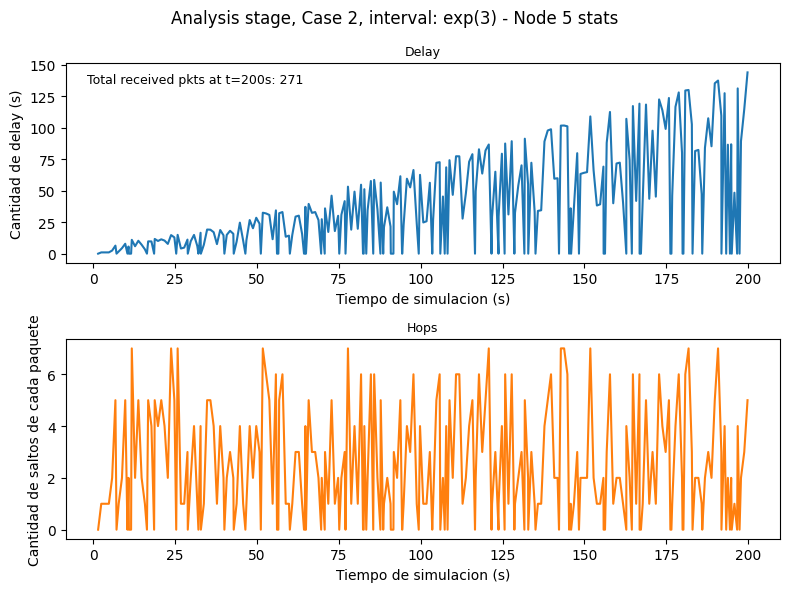 Analysis stage, Case 2, interval: exp(3) - Node 5 stats
Delay
Total received pkts at t=200s: 271
Cantidad de delay (s)
150
125
100
75
50
25
0
0 25 50 75 100 125 150 175 200
Tiempo de simulacion (s)
Hops
Cantidad de saltos de cada paquete
6
4
2
0
0 25 50 75 100 125 150 175 200
Tiempo de simulacion (s)